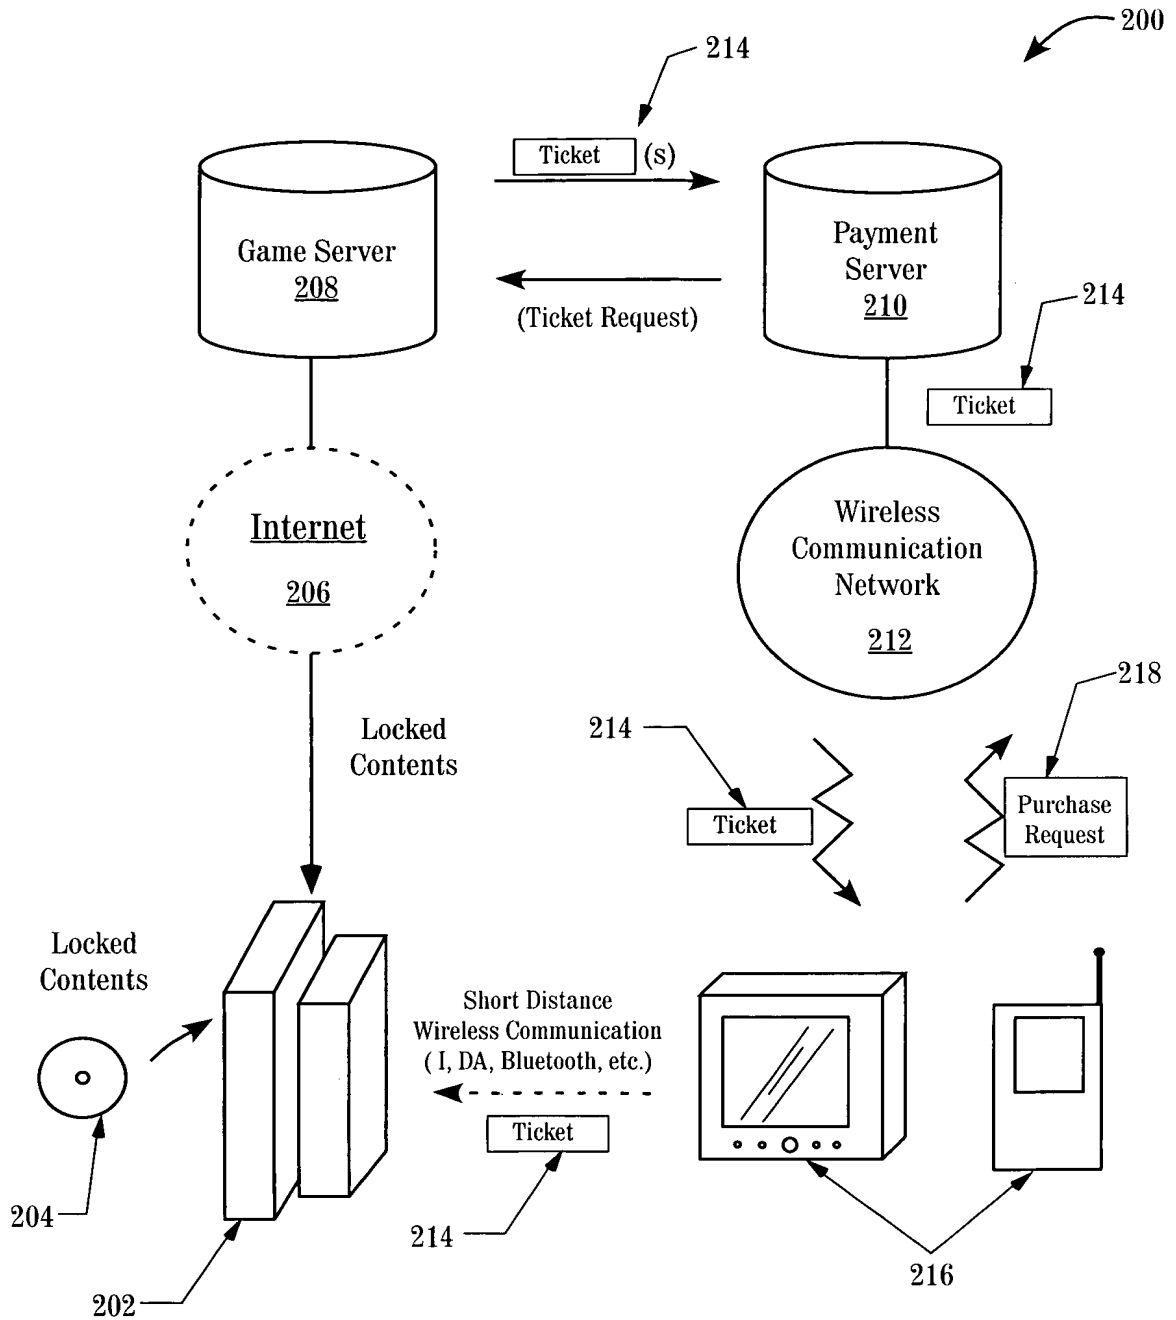 200
214
Ticket (s)
Game Server
208
Payment
Server
210
(Ticket Request)
214
Ticket
Internet
206
Wireless
Communication
Network
212
218
214
Locked
Contents
Ticket
Purchase
Request
Locked
Contents
Short Distance
Wireless Communication
( I, DA, Bluetooth, etc.)
Ticket
204
214
216
202